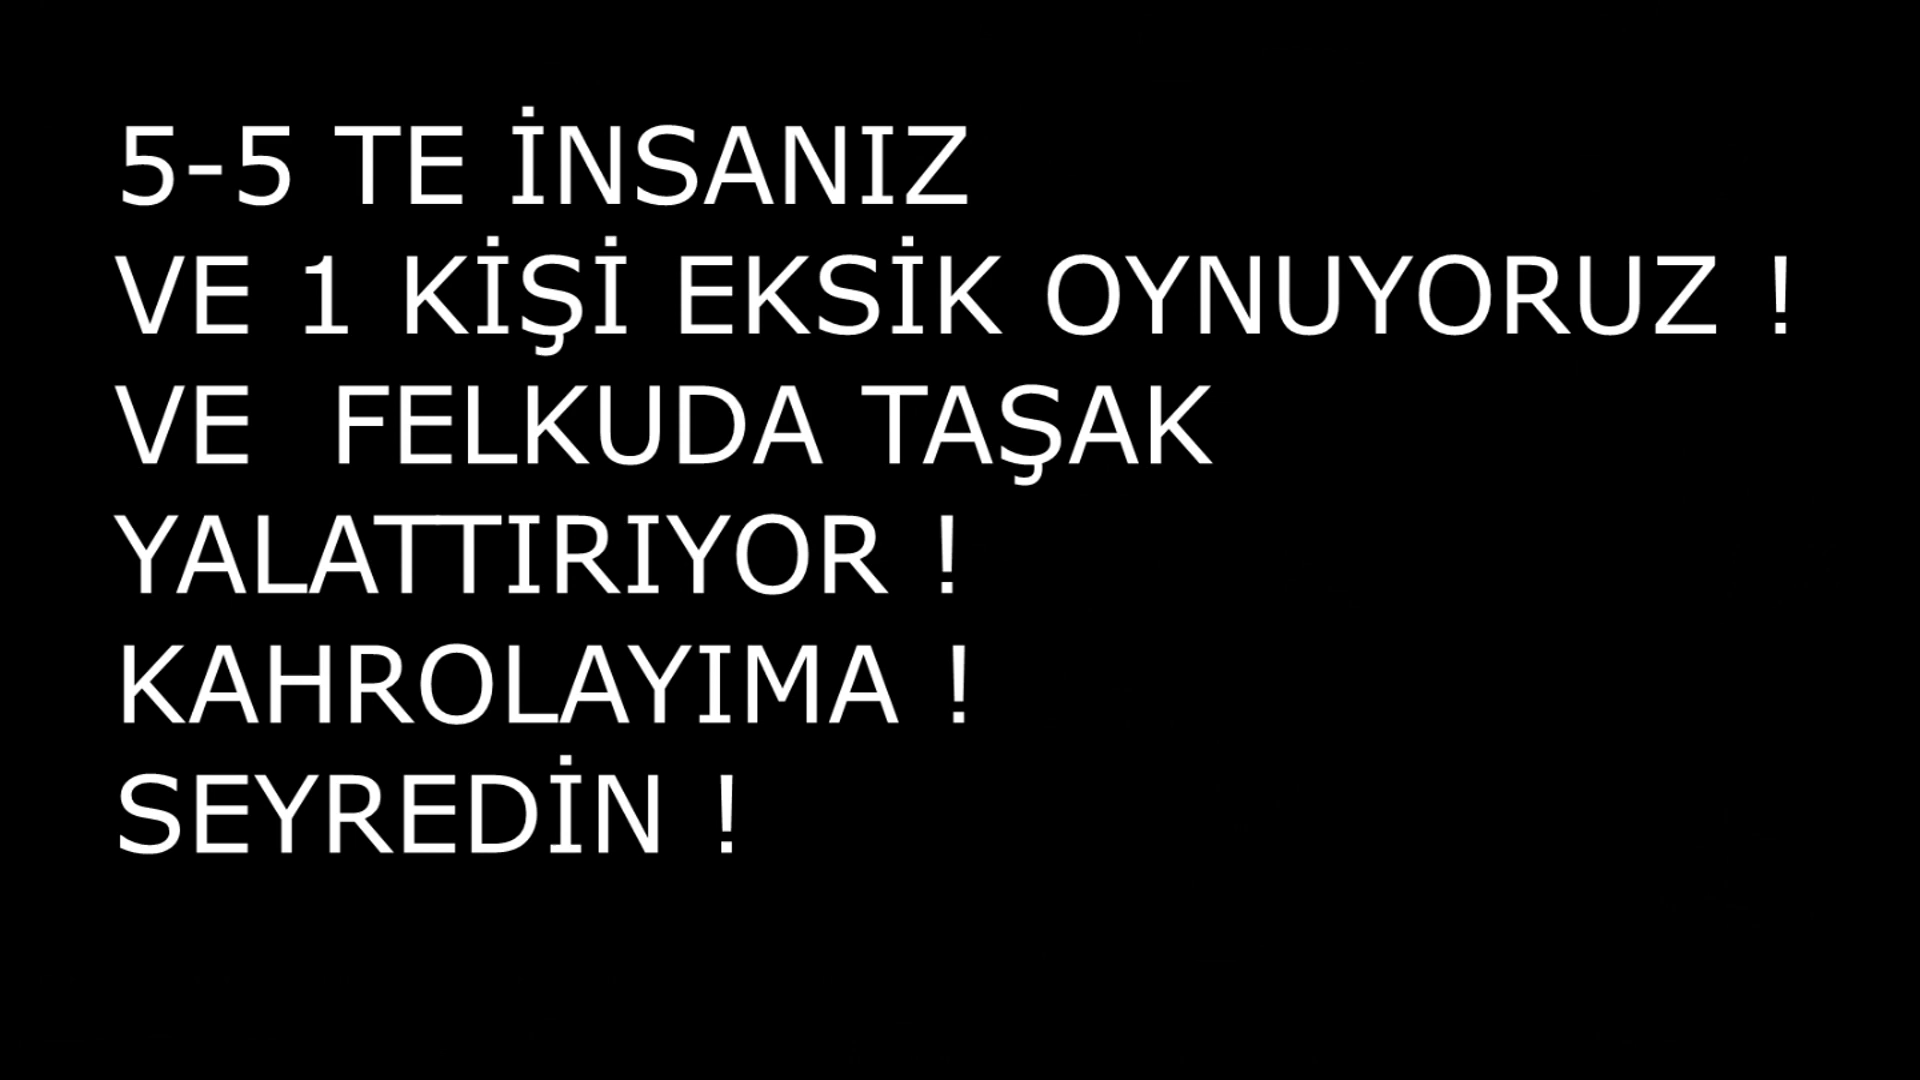 5-5 TE İNSANIZ
VE 1 KİŞİ EKSİK OYNUYORUZ !
VE FELKUDA TAŞAK
YALATTIRIYOR !
KAHROLAYIMA !
SEYREDİN !